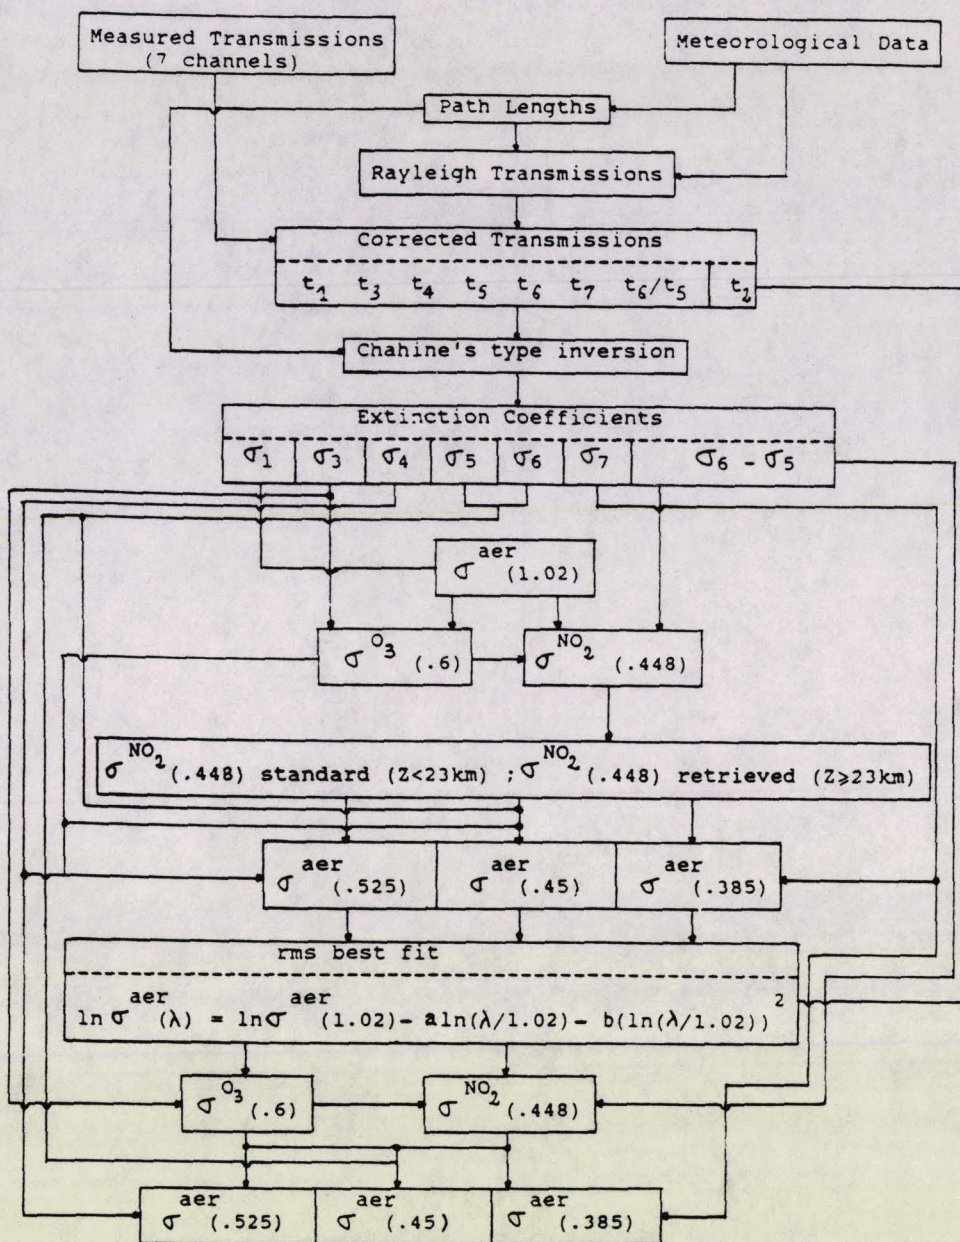 Measured Transmissions
(7 channels)
Meteorological Data
Path Lengths
Rayleigh Transmissions
Corrected Transmissions
t₁ t₃ t₄ t₅ t₆ t₇ t₆/t₅ t₂
Chahine's type inversion
Extinction Coefficients
σ₁ σ₃ σ₄ σ₅ σ₆ σ₇ σ₆ - σ₅
σ^aer (1.02)
σ^O₃ (.6) σ^NO₂ (.448)
σ^NO₂ (.448) standard (Z<23km) ; σ^NO₂ (.448) retrieved (Z⩾23km)
σ^aer (.525) σ^aer (.45) σ^aer (.385)
rms best fit
ln σ^aer (λ) = lnσ^aer (1.02)- aln(λ/1.02)- b(ln(λ/1.02))²
σ^O₃ (.6) σ^NO₂ (.448)
σ^aer (.525) σ^aer (.45) σ^aer (.385)